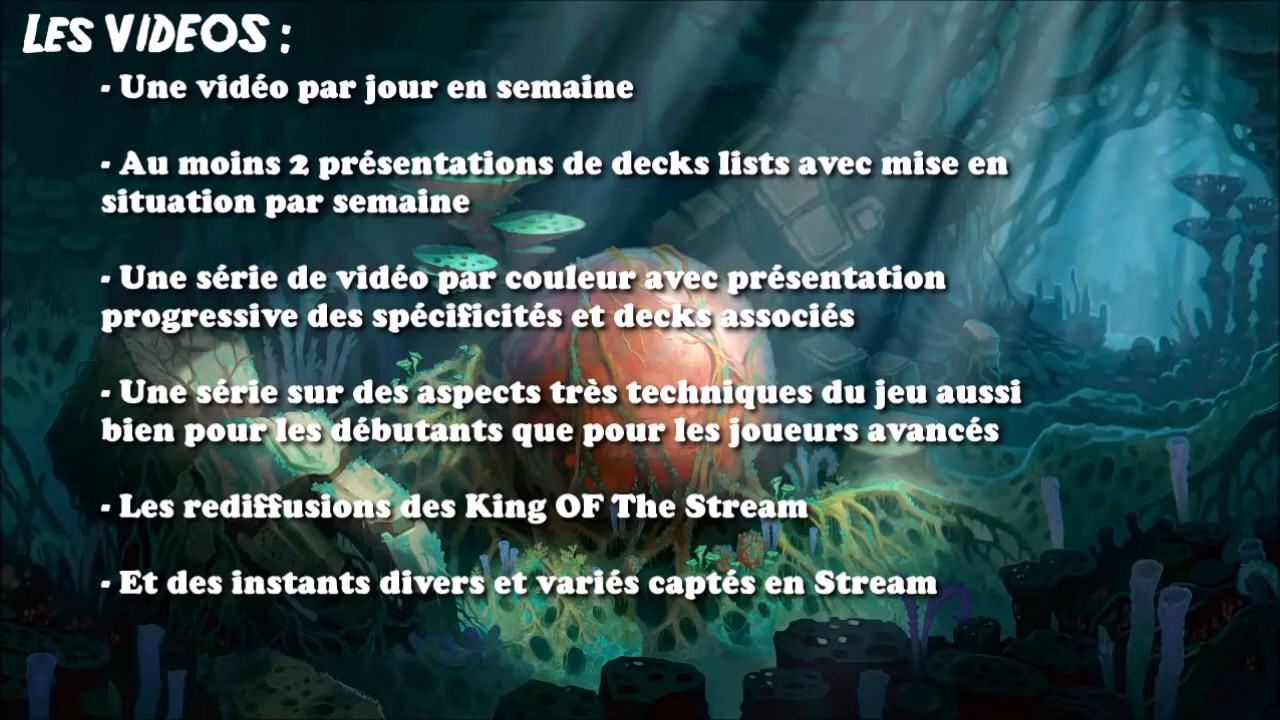 LES VIDEOS :
- Une vidéo par jour en semaine
- Au moins 2 présentations de decks lists avec mise en
situation par semaine
- Une série de vidéo par couleur avec présentation
progressive des spécificités et decks associés
- Une série sur des aspects très techniques du jeu aussi
bien pour les débutants que pour les joueurs avancés
- Les rediffusions des King OF The Stream
- Et des instants divers et variés captés en Stream